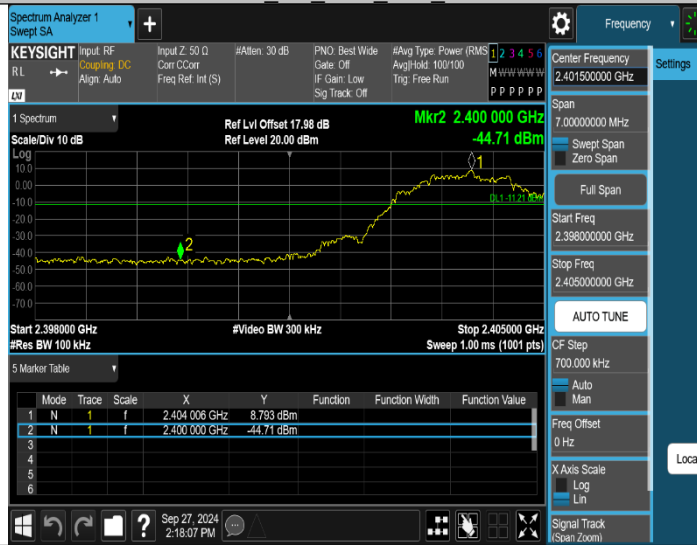 Spectrum Analyzer 1
Swept SA
+
Frequency
KEYSIGHT
RL
LXI
Input: RF
Coupling: DC
Align: Auto
Input Z: 50 Ω
Corr CCorr
Freq Ref: Int (S)
#Atten: 30 dB
PNO: Best Wide
Gate: Off
IF Gain: Low
Sig Track: Off
#Avg Type: Power (RMS
Avg|Hold: 100/100
Trig: Free Run
1 2 3 4 5 6
M W W W W W
P P P P P P
Center Frequency
2.401500000 GHz
Settings
1 Spectrum
Scale/Div 10 dB
Ref Lvl Offset 17.98 dB
Ref Level 20.00 dBm
Mkr2 2.400 000 GHz
-44.71 dBm
Span
7.00000000 MHz
Swept Span
Zero Span
Full Span
Start Freq
2.398000000 GHz
Stop Freq
2.405000000 GHz
AUTO TUNE
CF Step
700.000 kHz
Auto
Man
Freq Offset
0 Hz
X Axis Scale
Log
Lin
Signal Track
(Span Zoom)
Loca
Log
10.0
0.00
-10.0
-20.0
-30.0
-40.0
-50.0
-60.0
-70.0
1
DL1 -11.21 dBm
2
Start 2.398000 GHz
#Res BW 100 kHz
#Video BW 300 kHz
Stop 2.405000 GHz
Sweep 1.00 ms (1001 pts)
5 Marker Table
Mode Trace Scale X Y Function Function Width Function Value
1 N 1 f 2.404 006 GHz 8.793 dBm
2 N 1 f 2.400 000 GHz -44.71 dBm
3
4
5
6
?
Sep 27, 2024
2:18:07 PM